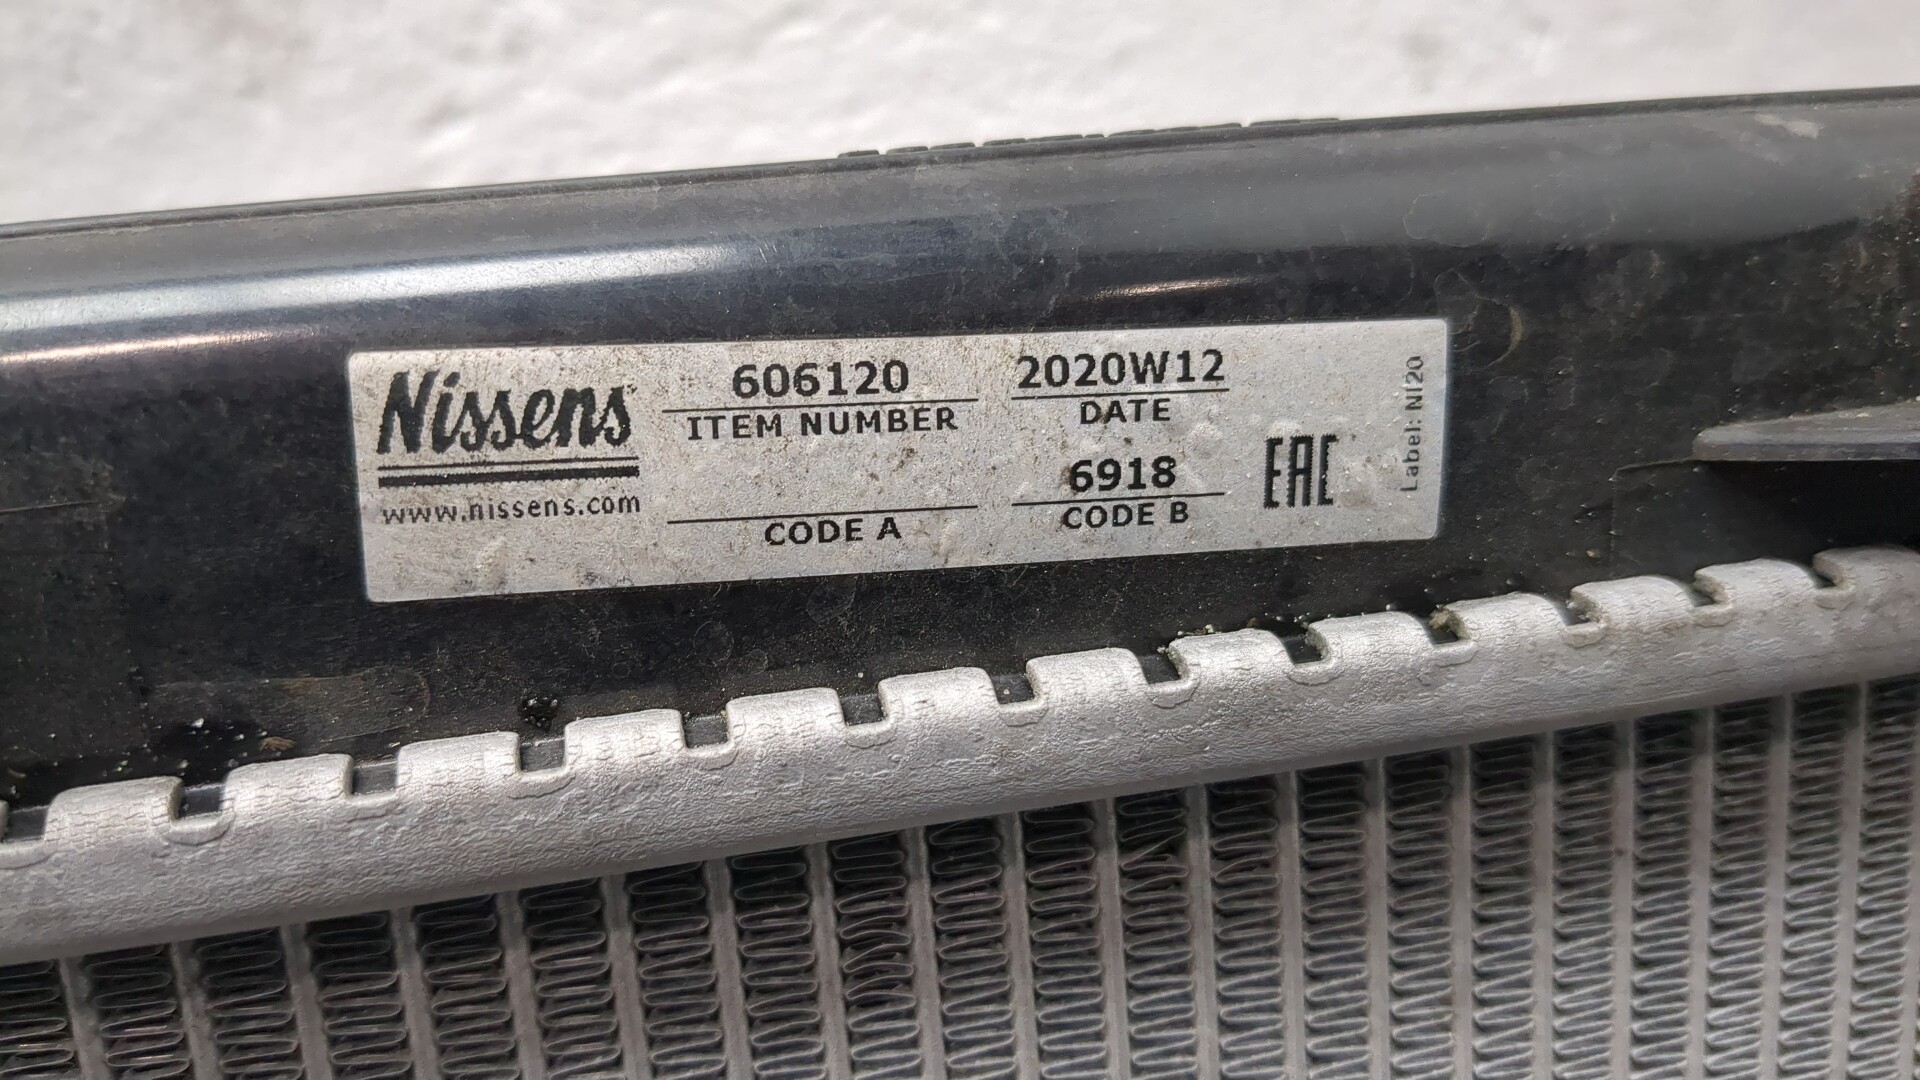 Nissens
www.nissens.com
606120
ITEM NUMBER
CODE A
2020W12
DATE
6918
CODE B
EAC
Label: NI20